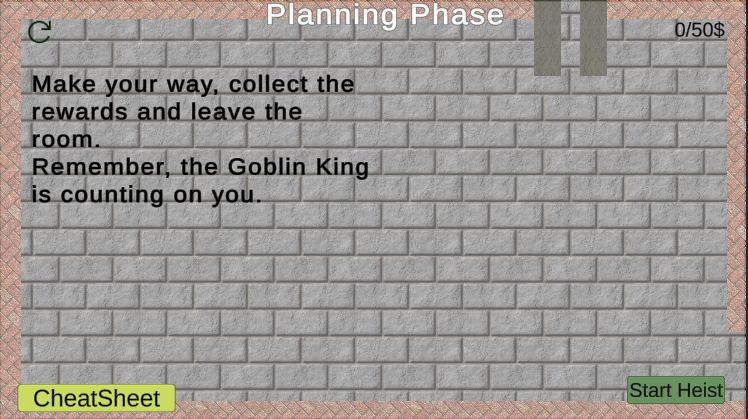 Planning Phase
0/50$
Make your way, collect the
rewards and leave the
room.
Remember, the Goblin King
is counting on you.
CheatSheet
Start Heist